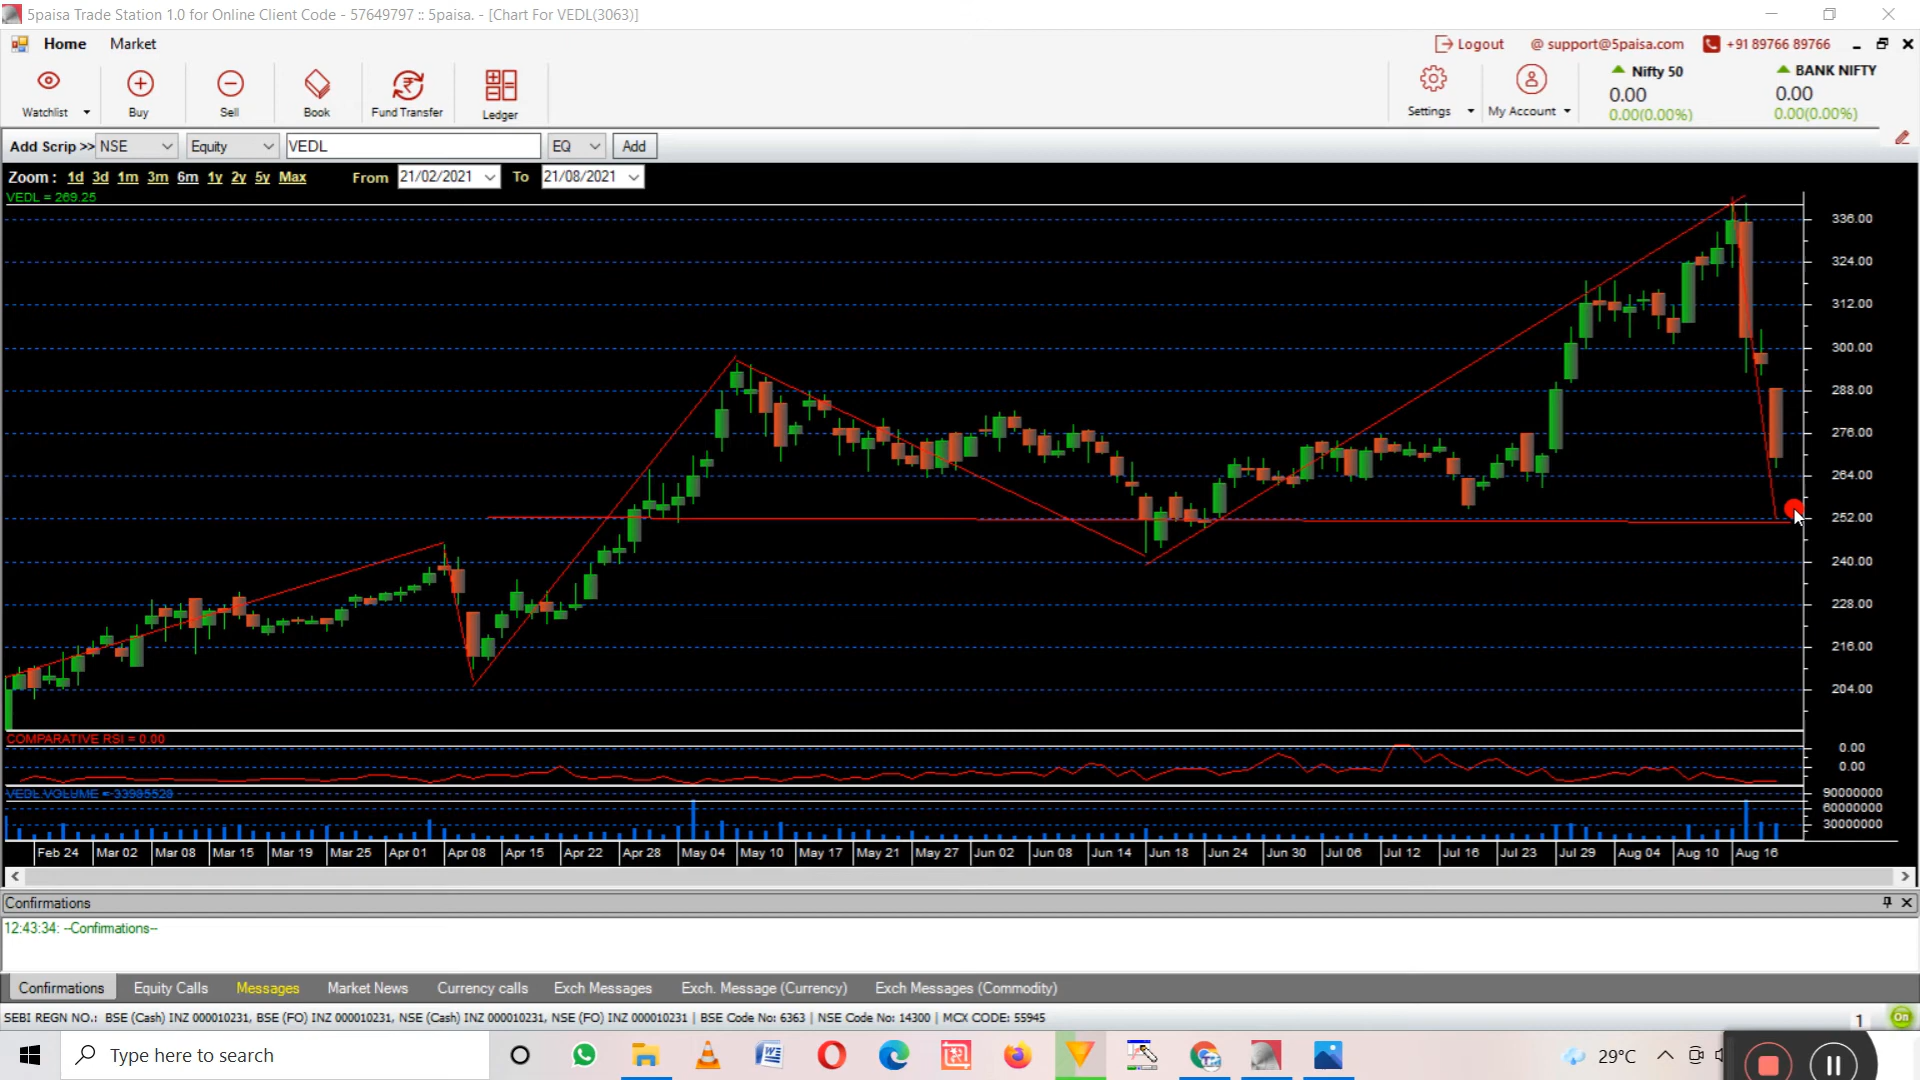 5paisa Trade Station 1.0 for Online Client Code - 57649797 :: 5paisa. - [Chart For VEDL(3063)]
Home Market Logout @ support@5paisa.com +91 89766 89766
Watchlist Buy Sell Book Fund Transfer Ledger Settings My Account
Nifty 50 BANK NIFTY
0.00 0.00
0.00(0.00%) 0.00(0.00%)
Add Scrip >> NSE Equity VEDL EQ Add
Zoom : 1d 3d 1m 3m 6m 1y 2y 5y Max From 21/02/2021 To 21/08/2021
VEDL = 269.25
336.00
324.00
312.00
300.00
288.00
276.00
264.00
252.00
240.00
228.00
216.00
204.00
COMPARATIVE RSI = 0.00
0.00
0.00
VEDL VOLUME = 33985528
90000000
60000000
30000000
Feb 24 Mar 02 Mar 08 Mar 15 Mar 19 Mar 25 Apr 01 Apr 08 Apr 15 Apr 22 Apr 28 May 04 May 10 May 17 May 21 May 27 Jun 02 Jun 08 Jun 14 Jun 18 Jun 24 Jun 30 Jul 06 Jul 12 Jul 16 Jul 23 Jul 29 Aug 04 Aug 10 Aug 16
Confirmations
12:43:34: --Confirmations--
Confirmations Equity Calls Messages Market News Currency calls Exch Messages Exch. Message (Currency) Exch Messages (Commodity)
SEBI REGN NO.: BSE (Cash) INZ 000010231, BSE (FO) INZ 000010231, NSE (Cash) INZ 000010231, NSE (FO) INZ 000010231 | BSE Code No: 6363 | NSE Code No: 14300 | MCX CODE: 55945
1 On
Type here to search 29°C